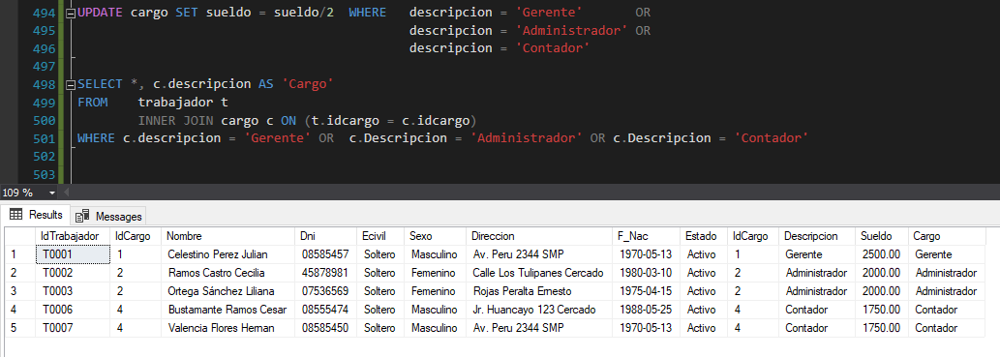 494 UPDATE cargo SET sueldo = sueldo/2 WHERE descripcion = 'Gerente' OR
495 descripcion = 'Administrador' OR
496 descripcion = 'Contador'
497
498 SELECT *, c.descripcion AS 'Cargo'
499 FROM trabajador t
500 INNER JOIN cargo c ON (t.idcargo = c.idcargo)
501 WHERE c.descripcion = 'Gerente' OR c.Descripcion = 'Administrador' OR c.Descripcion = 'Contador'
502
503
109 %
Results Messages
IdTrabajador IdCargo Nombre Dni Ecivil Sexo Direccion F_Nac Estado IdCargo Descripcion Sueldo Cargo
1 T0001 1 Celestino Perez Julian 08585457 Soltero Masculino Av. Peru 2344 SMP 1970-05-13 Activo 1 Gerente 2500.00 Gerente
2 T0002 2 Ramos Castro Cecilia 45878981 Soltero Femenino Calle Los Tulipanes Cercado 1980-03-10 Activo 2 Administrador 2000.00 Administrador
3 T0003 2 Ortega Sánchez Liliana 07536569 Soltero Femenino Rojas Peralta Ernesto 1975-04-15 Activo 2 Administrador 2000.00 Administrador
4 T0006 4 Bustamante Ramos Cesar 08555474 Soltero Masculino Jr. Huancayo 123 Cercado 1988-05-25 Activo 4 Contador 1750.00 Contador
5 T0007 4 Valencia Flores Hernan 08585450 Soltero Masculino Av. Peru 2344 SMP 1970-05-13 Activo 4 Contador 1750.00 Contador